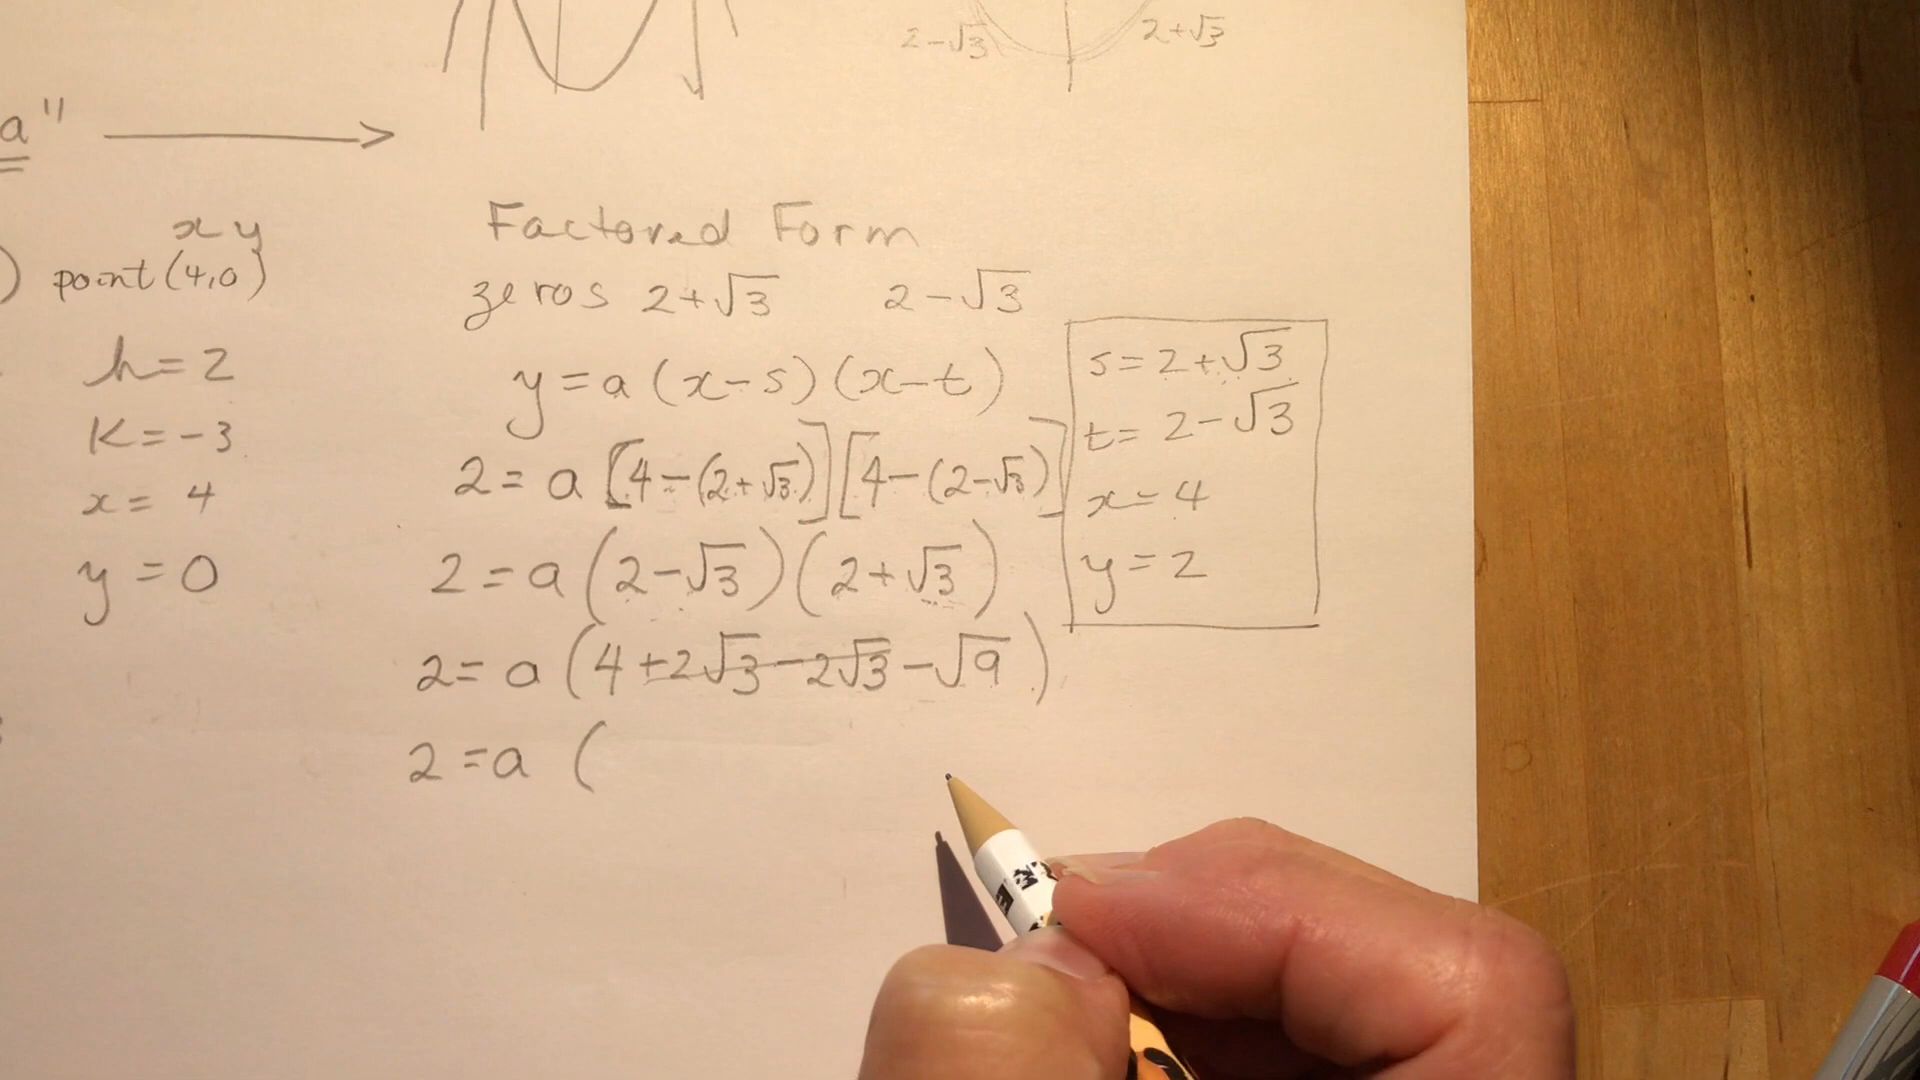 2-√3
2+√3
a"
x y
) point (4,0)
h=2
K=-3
x= 4
y = 0
Factored Form
zeros 2+√3 2-√3
y=a(x-s)(x-t)
2= a [4-(2+√3)][4-(2-√3)]
2=a(2-√3)(2+√3)
2= a (4+2√3-2√3-√9)
2=a (
s=2+√3
t= 2-√3
x=4
y=2